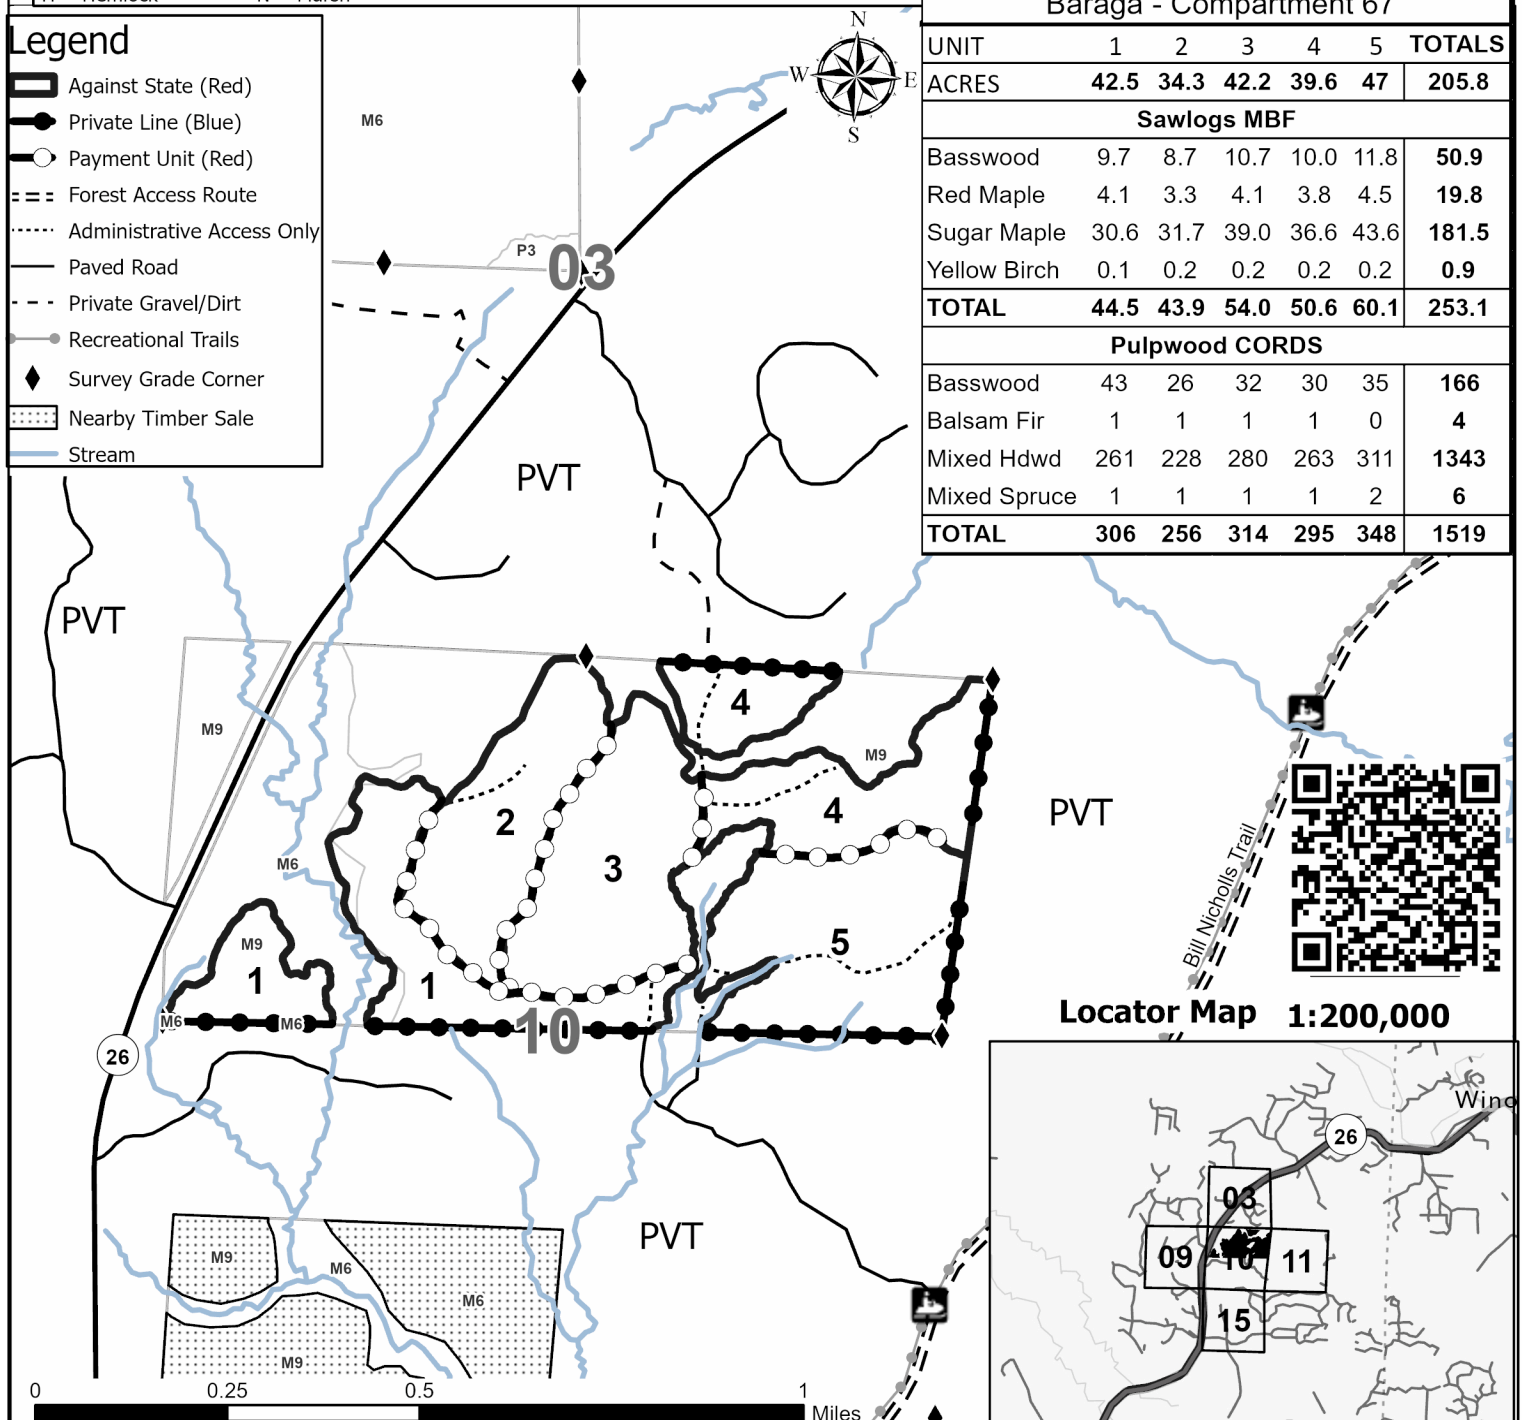 Baraga - Compartment 67
Legend
Against State (Red)
Private Line (Blue)
Payment Unit (Red)
Forest Access Route
Administrative Access Only
Paved Road
Private Gravel/Dirt
Recreational Trails
Survey Grade Corner
Nearby Timber Sale
Stream
N
W E
S
UNIT 1 2 3 4 5 TOTALS
ACRES 42.5 34.3 42.2 39.6 47 205.8
Sawlogs MBF
Basswood 9.7 8.7 10.7 10.0 11.8 50.9
Red Maple 4.1 3.3 4.1 3.8 4.5 19.8
Sugar Maple 30.6 31.7 39.0 36.6 43.6 181.5
Yellow Birch 0.1 0.2 0.2 0.2 0.2 0.9
TOTAL 44.5 43.9 54.0 50.6 60.1 253.1
Pulpwood CORDS
Basswood 43 26 32 30 35 166
Balsam Fir 1 1 1 1 0 4
Mixed Hdwd 261 228 280 263 311 1343
Mixed Spruce 1 1 1 1 2 6
TOTAL 306 256 314 295 348 1519
M6
P3
03
PVT
PVT
4
M9
M9
2
4
PVT
3
M6
Bill Nicholls Trail
M9
5
1
1
M6
M6
10
26
Locator Map 1:200,000
PVT
M9
M6
M6
M9
Wino
26
03
09
10
11
15
0 0.25 0.5 1
Miles